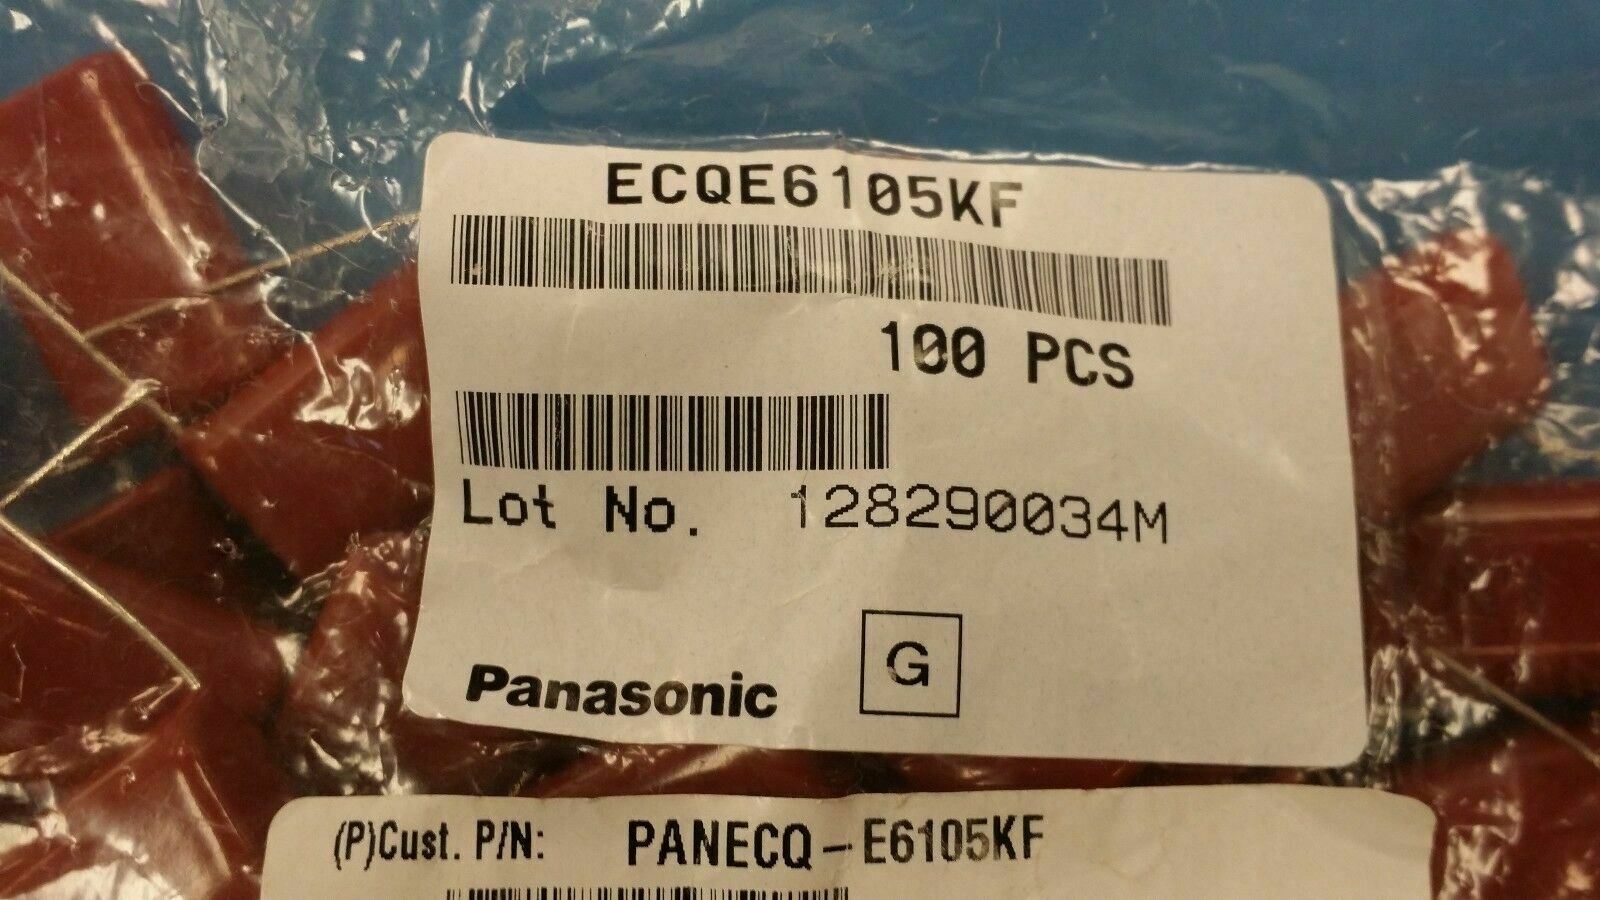 ECQE6105KF
100 PCS
Lot No. 128290034M
Panasonic G
(P)Cust. P/N: PANECQ-E6105KF